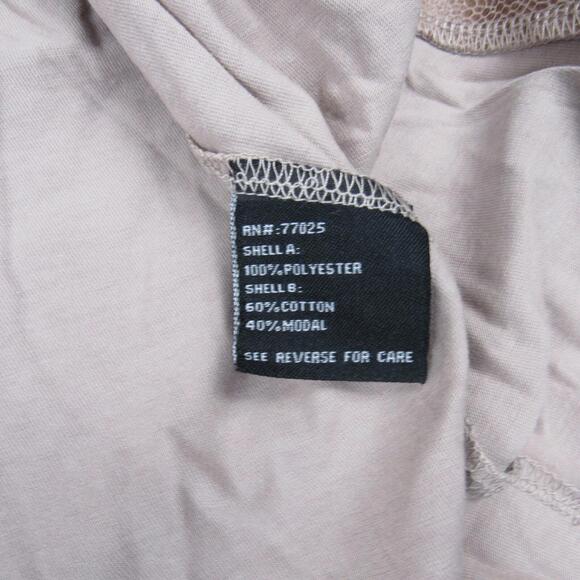 RN#:77025
SHELL A:
100%POLYESTER
SHELL B:
60%COTTON
40%MODAL
SEE REVERSE FOR CARE